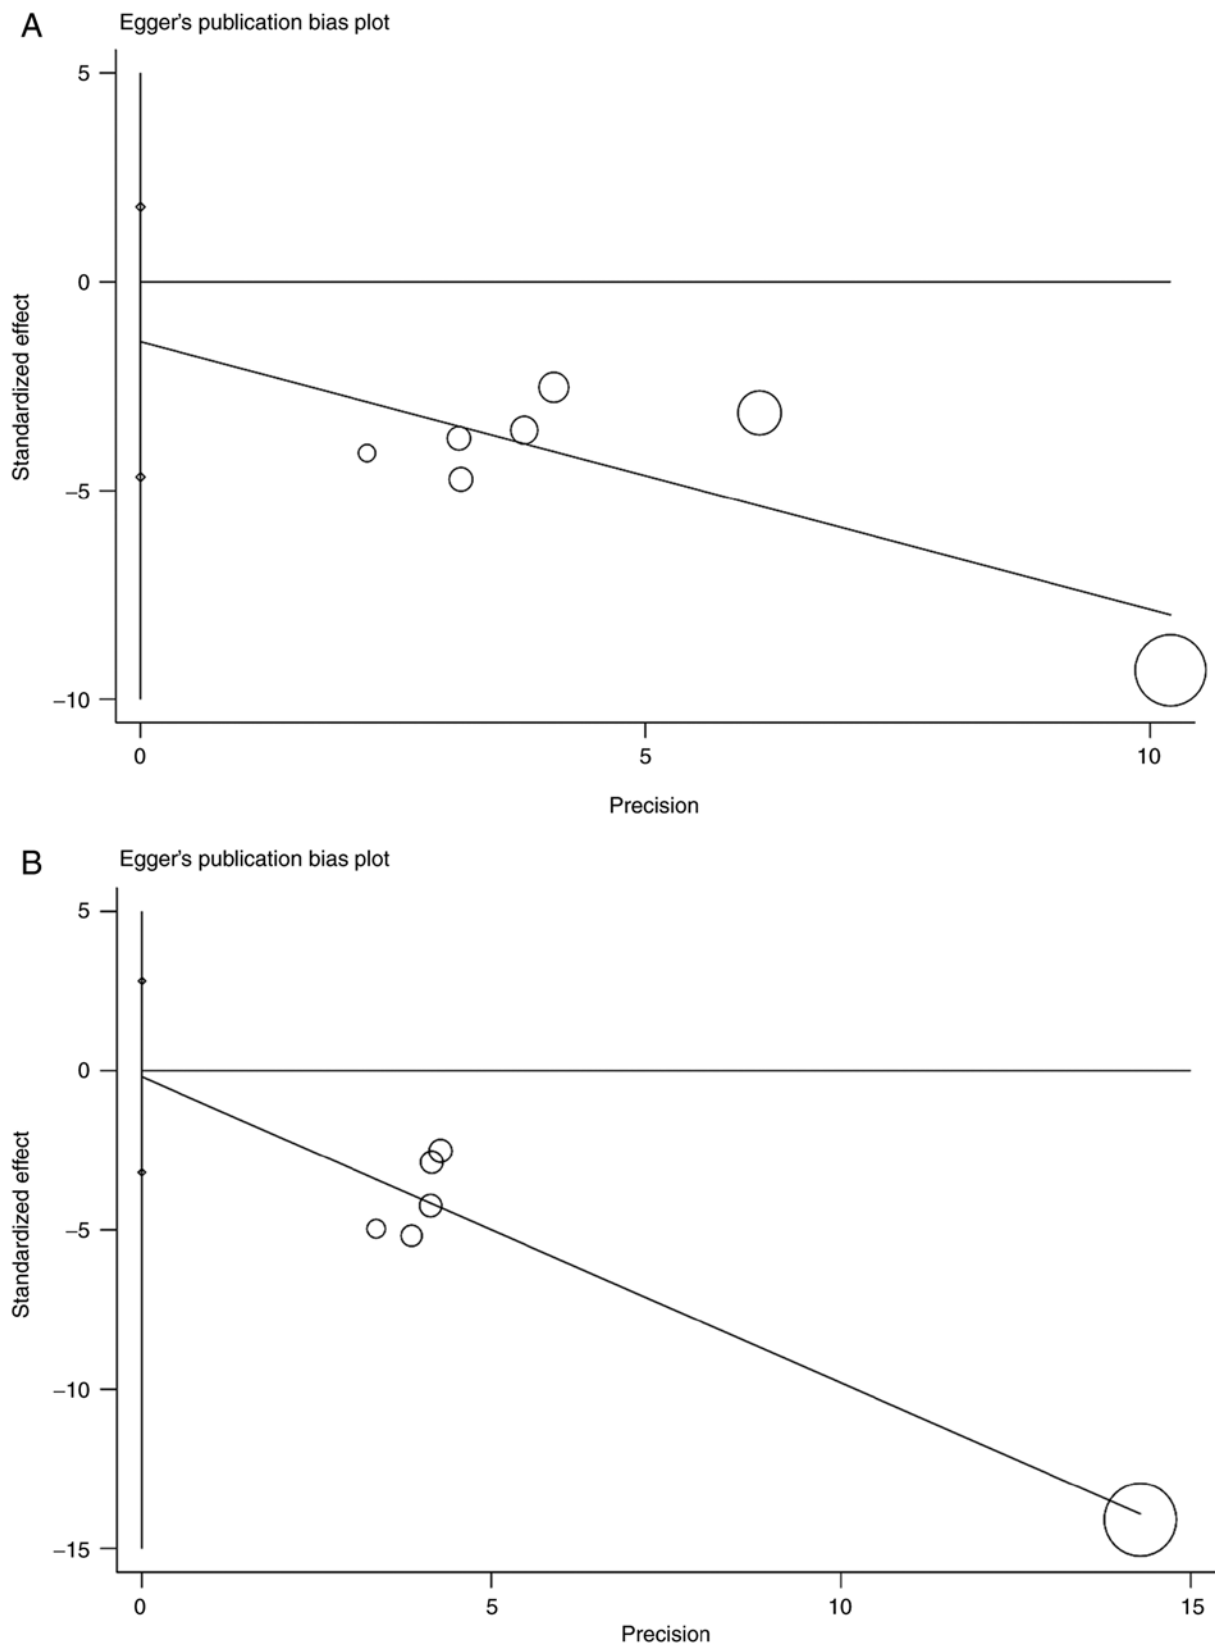 A
Egger's publication bias plot
5
0
−5
−10
Standardized effect
0 5 10
Precision
B
Egger's publication bias plot
5
0
−5
−10
−15
Standardized effect
0 5 10 15
Precision